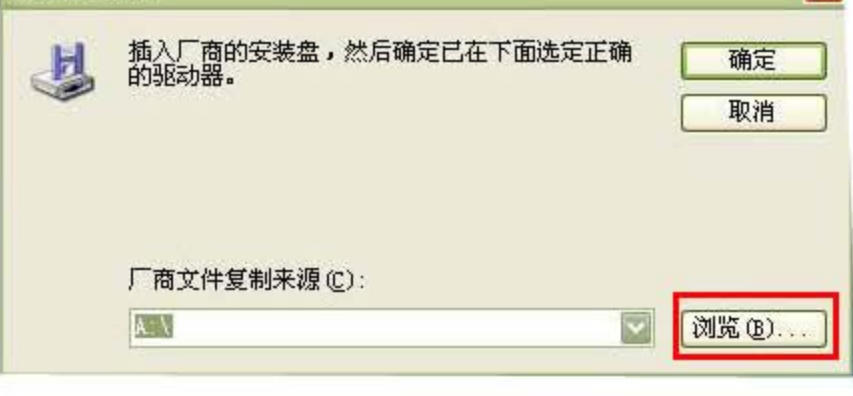 插入厂商的安装盘，然后确定已在下面选定正确
的驱动器。
确定
取消
厂商文件复制来源(C):
A:\
浏览(B)...